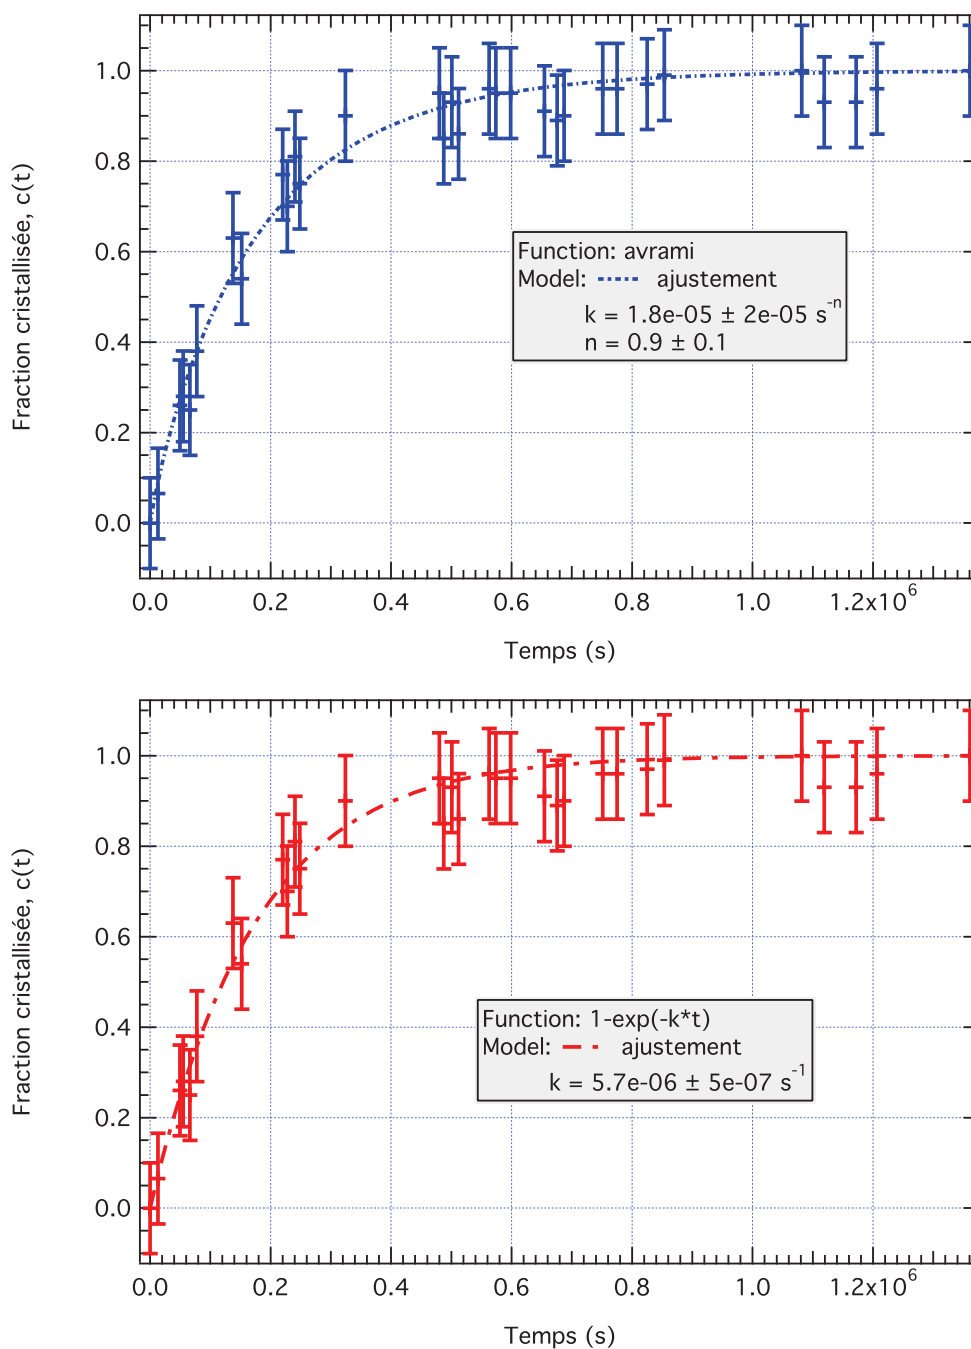 1.0
0.8
0.6
0.4
0.2
0.0
Fraction cristallisée, c(t)
Function: avrami
Model: ajustement
k = 1.8e-05 ± 2e-05 s⁻ⁿ
n = 0.9 ± 0.1
0.0 0.2 0.4 0.6 0.8 1.0 1.2x10⁶
Temps (s)
1.0
0.8
0.6
0.4
0.2
0.0
Fraction cristallisée, c(t)
Function: 1-exp(-k*t)
Model: ajustement
k = 5.7e-06 ± 5e-07 s⁻¹
0.0 0.2 0.4 0.6 0.8 1.0 1.2x10⁶
Temps (s)